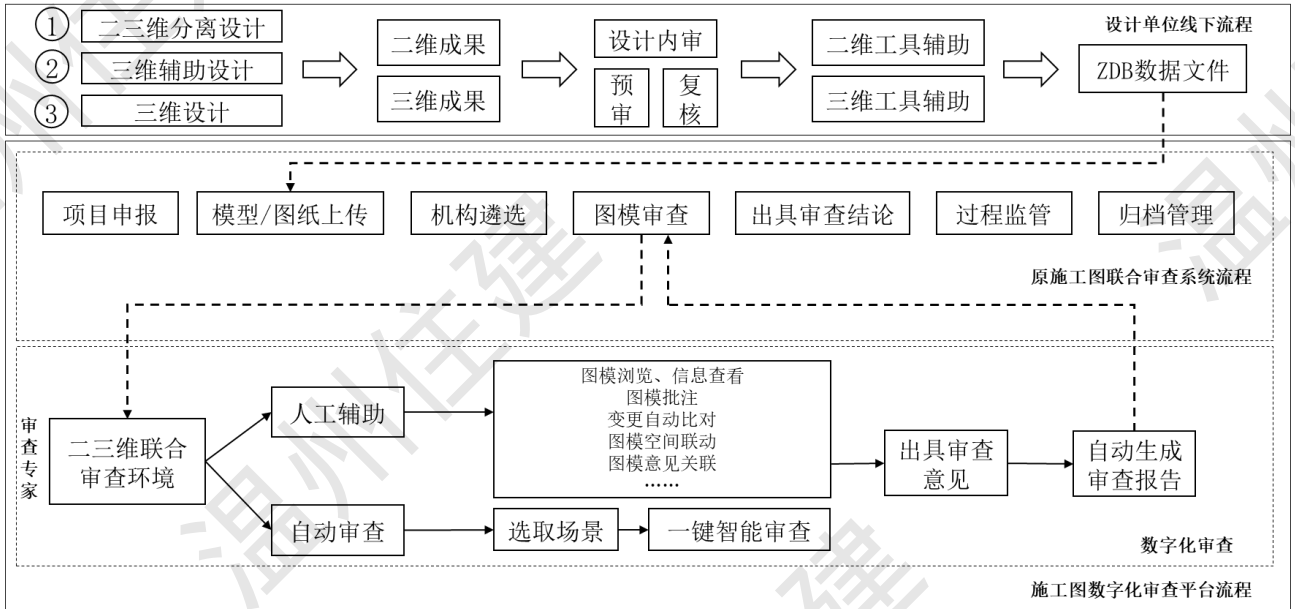 ① 二三维分离设计
② 三维辅助设计
③ 三维设计
二维成果
三维成果
设计内审
预审
复核
二维工具辅助
三维工具辅助
设计单位线下流程
ZDB数据文件
项目申报
模型/图纸上传
机构遴选
图模审查
出具审查结论
过程监管
归档管理
原施工图联合审查系统流程
审查专家
二三维联合
审查环境
人工辅助
图模浏览、信息查看
图模批注
变更自动比对
图模空间联动
图模意见关联
……
出具审查
意见
自动生成
审查报告
自动审查
选取场景
一键智能审查
数字化审查
施工图数字化审查平台流程
温州住建